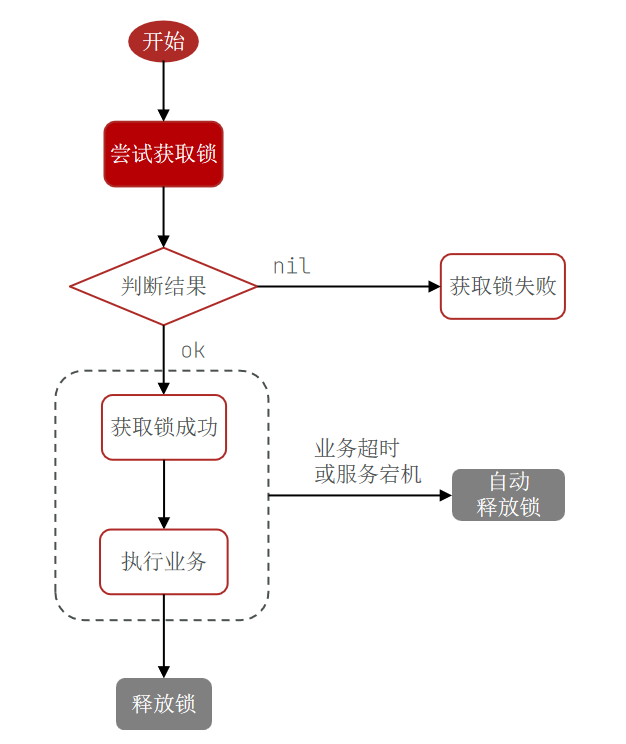 开始
尝试获取锁
判断结果
nil
获取锁失败
ok
获取锁成功
业务超时
或服务宕机
自动
释放锁
执行业务
释放锁